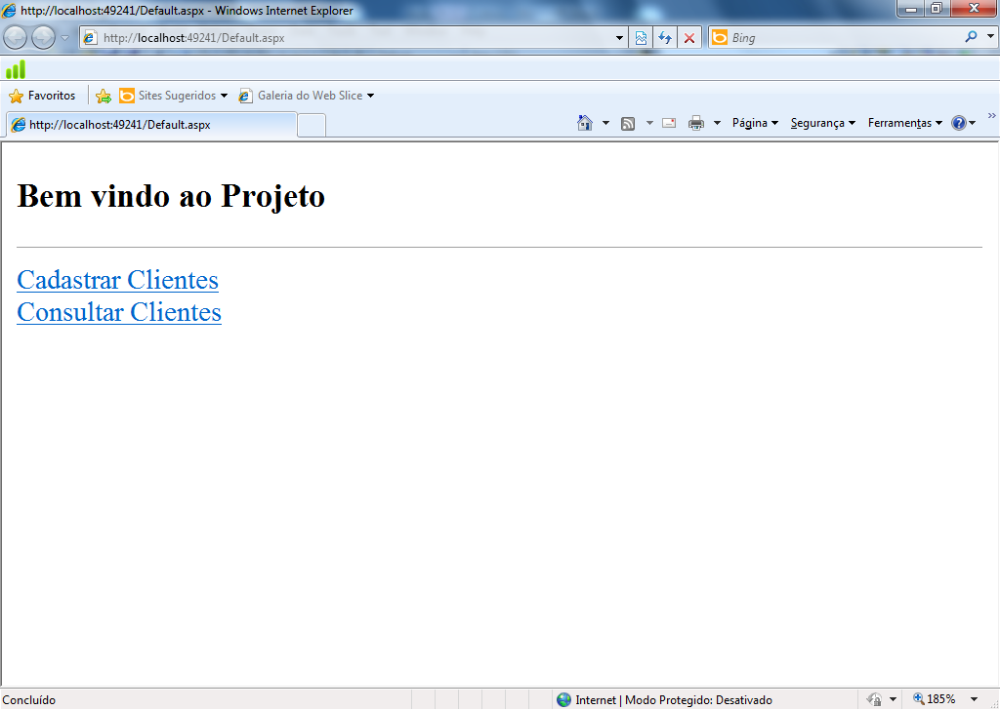 http://localhost:49241/Default.aspx - Windows Internet Explorer
http://localhost:49241/Default.aspx
Bing
Favoritos
Sites Sugeridos
Galeria do Web Slice
http://localhost:49241/Default.aspx
Página
Segurança
Ferramentas
Bem vindo ao Projeto
Cadastrar Clientes
Consultar Clientes
Concluído
Internet | Modo Protegido: Desativado
185%